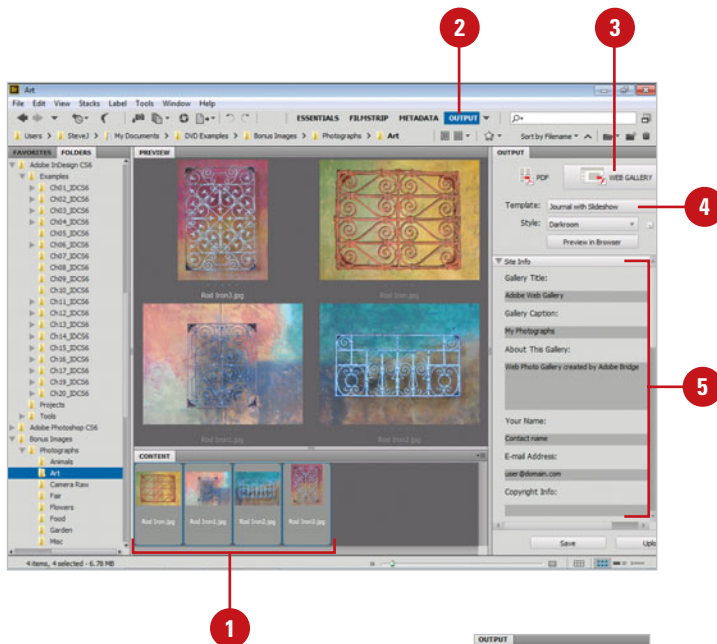 2
3
Art
File Edit View Stacks Label Tools Window Help
ESSENTIALS FILMSTRIP METADATA OUTPUT
Users > SteveJ > My Documents > DVD Examples > Bonus Images > Photographs > Art
Sort by Filename
FAVORITES FOLDERS
Adobe InDesign CS6
Examples
Ch01_IDCS6
Ch02_IDCS6
Ch03_IDCS6
Ch04_IDCS6
Ch05_IDCS6
Ch06_IDCS6
Ch07_IDCS6
Ch08_IDCS6
Ch09_IDCS6
Ch10_IDCS6
Ch11_IDCS6
Ch12_IDCS6
Ch13_IDCS6
Ch14_IDCS6
Ch15_IDCS6
Ch16_IDCS6
Ch17_IDCS6
Ch19_IDCS6
Ch20_IDCS6
Projects
Tools
Adobe Photoshop CS6
Bonus Images
Photographs
Animals
Art
Camera Raw
Fair
Flowers
Food
Garden
Misc
PREVIEW
Rod Iron3.jpg
Rod Iron.jpg
Rod Iron1.jpg
Rod Iron2.jpg
CONTENT
Rod Iron.jpg
Rod Iron1.jpg
Rod Iron2.jpg
Rod Iron3.jpg
OUTPUT
PDF
WEB GALLERY
Template: Journal with Slideshow
4
Style: Darkroom
Preview in Browser
Site Info
Gallery Title:
Adobe Web Gallery
Gallery Caption:
My Photographs
About This Gallery:
Web Photo Gallery created by Adobe Bridge
5
Your Name:
Contact name
E-mail Address:
user@domain.com
Copyright Info:
Save
Uplo
4 items, 4 selected - 6.78 MB
1
OUTPUT